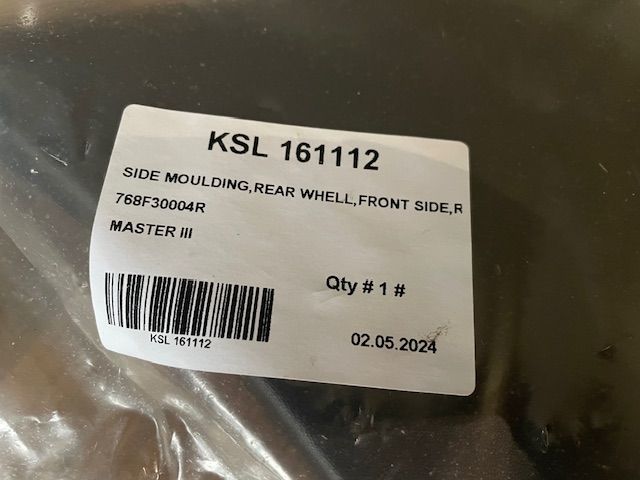 KSL 161112
SIDE MOULDING,REAR WHELL,FRONT SIDE,R
768F30004R
MASTER III
Qty # 1 #
KSL 161112
02.05.2024